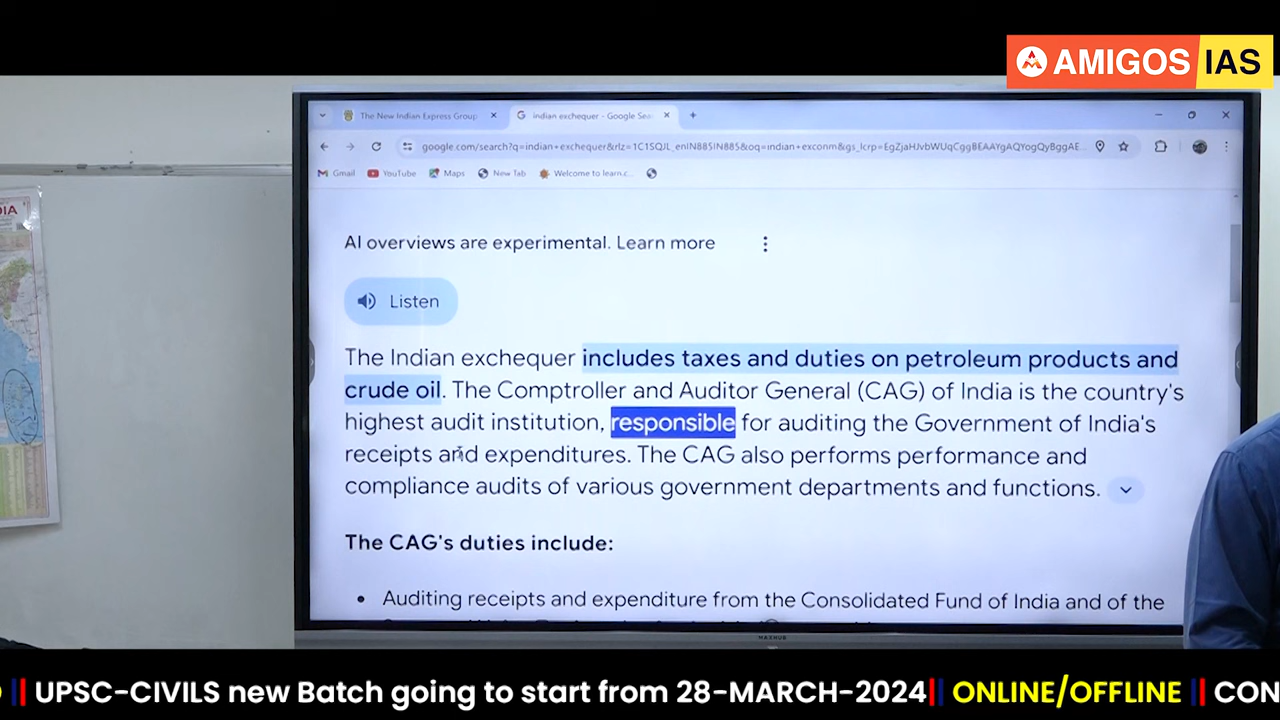 AMIGOS IAS
The New Indian Express Group
indian exchequer - Google Sea
google.com/search?q=indian+exchequer&rlz=1C1SQJL_enIN885IN885&oq=indian+exconm&gs_lcrp=EgZjaHJvbWUqCggBEAAYgAQYogQyBggAE...
Gmail YouTube Maps New Tab Welcome to learn.c...
AI overviews are experimental. Learn more
Listen
The Indian exchequer includes taxes and duties on petroleum products and
crude oil. The Comptroller and Auditor General (CAG) of India is the country's
highest audit institution, responsible for auditing the Government of India's
receipts and expenditures. The CAG also performs performance and
compliance audits of various government departments and functions.
The CAG's duties include:
• Auditing receipts and expenditure from the Consolidated Fund of India and of the
MAXHUB
DIA
UPSC-CIVILS new Batch going to start from 28-MARCH-2024|| ONLINE/OFFLINE || CON